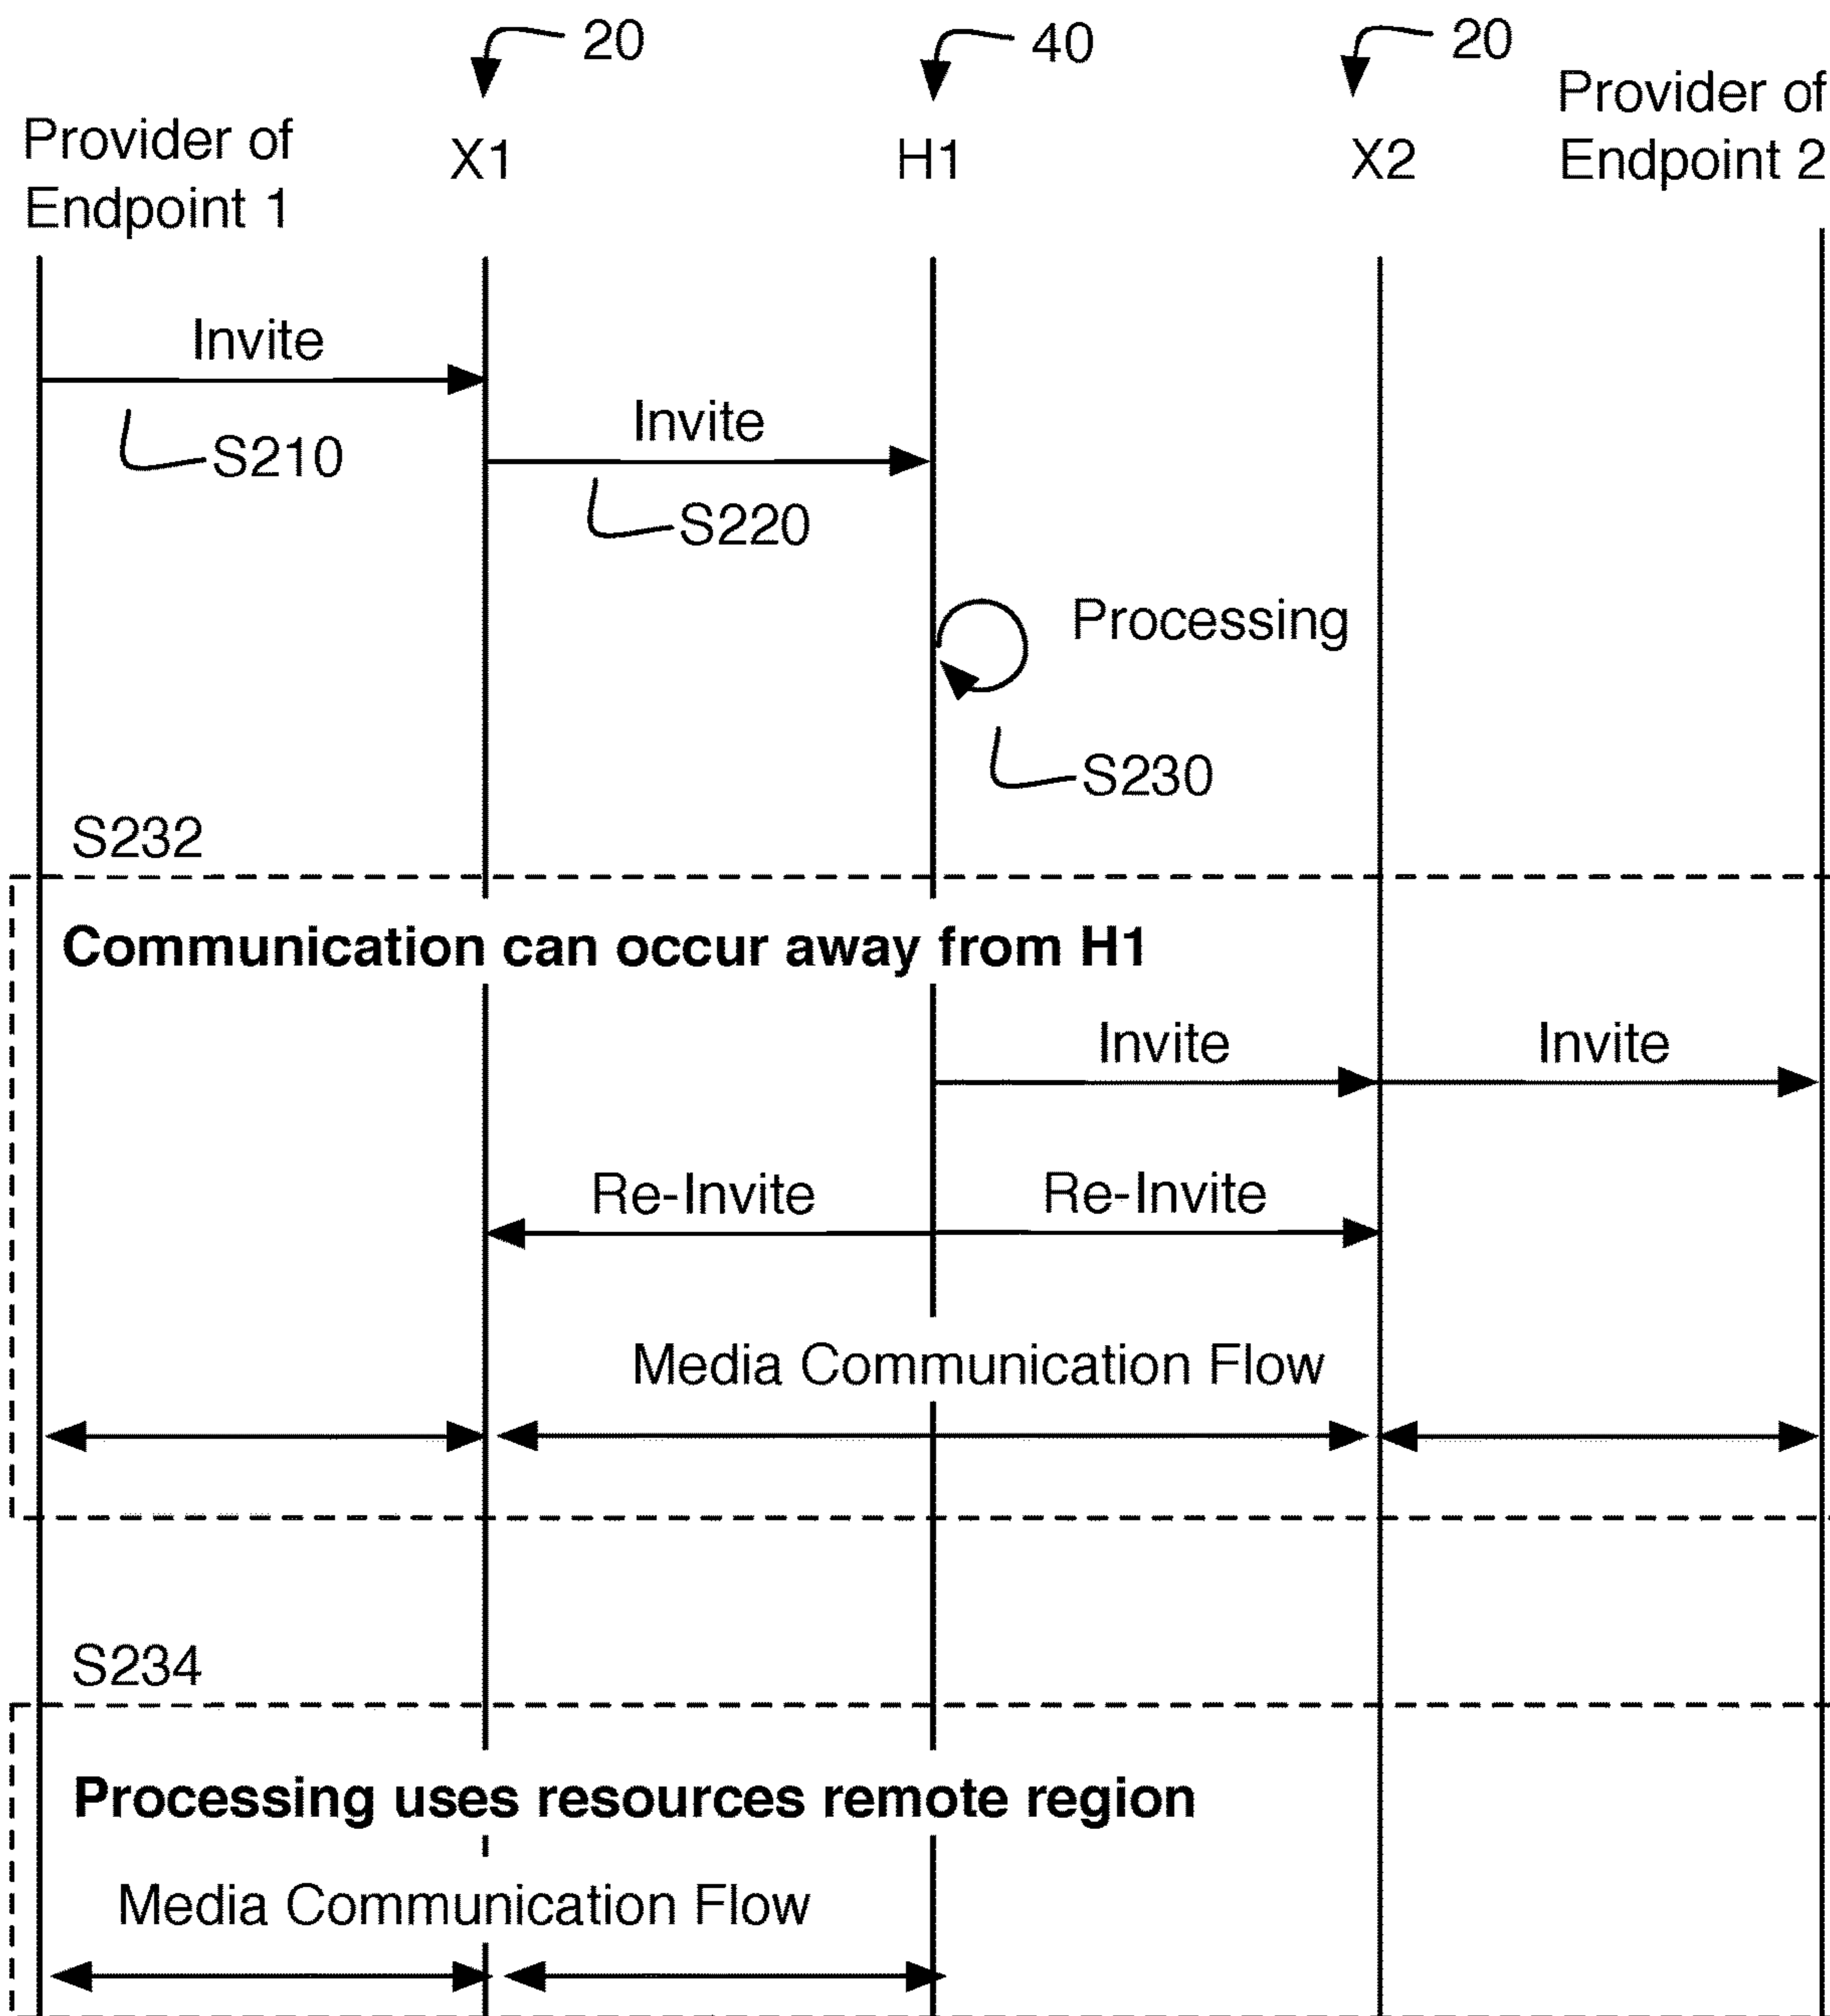 20
40
20
Provider of
Endpoint 1
X1
H1
X2
Provider of
Endpoint 2
Invite
S210
Invite
S220
Processing
S230
S232
Communication can occur away from H1
Invite
Invite
Re-Invite
Re-Invite
Media Communication Flow
S234
Processing uses resources remote region
Media Communication Flow